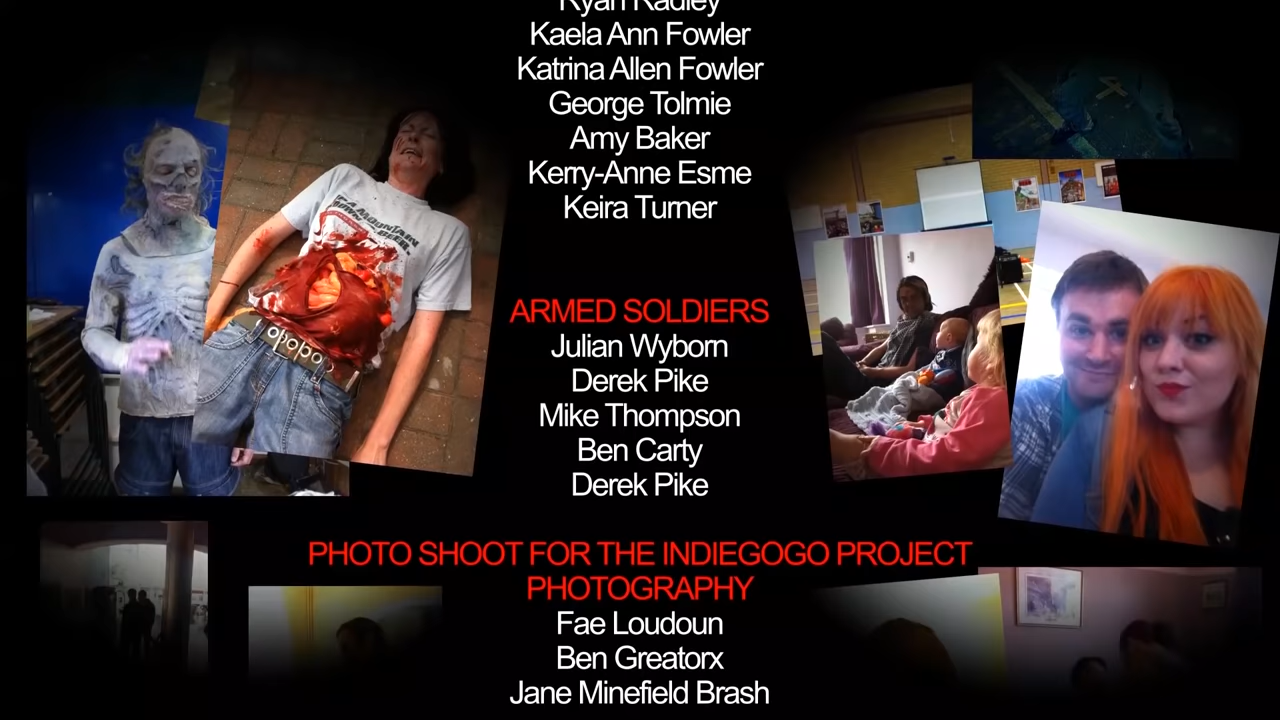 Ryan Radley
Kaela Ann Fowler
Katrina Allen Fowler
George Tolmie
Amy Baker
Kerry-Anne Esme
Keira Turner
ARMED SOLDIERS
Julian Wyborn
Derek Pike
Mike Thompson
Ben Carty
Derek Pike
PHOTO SHOOT FOR THE INDIEGOGO PROJECT
PHOTOGRAPHY
Fae Loudoun
Ben Greatorx
Jane Minefield Brash